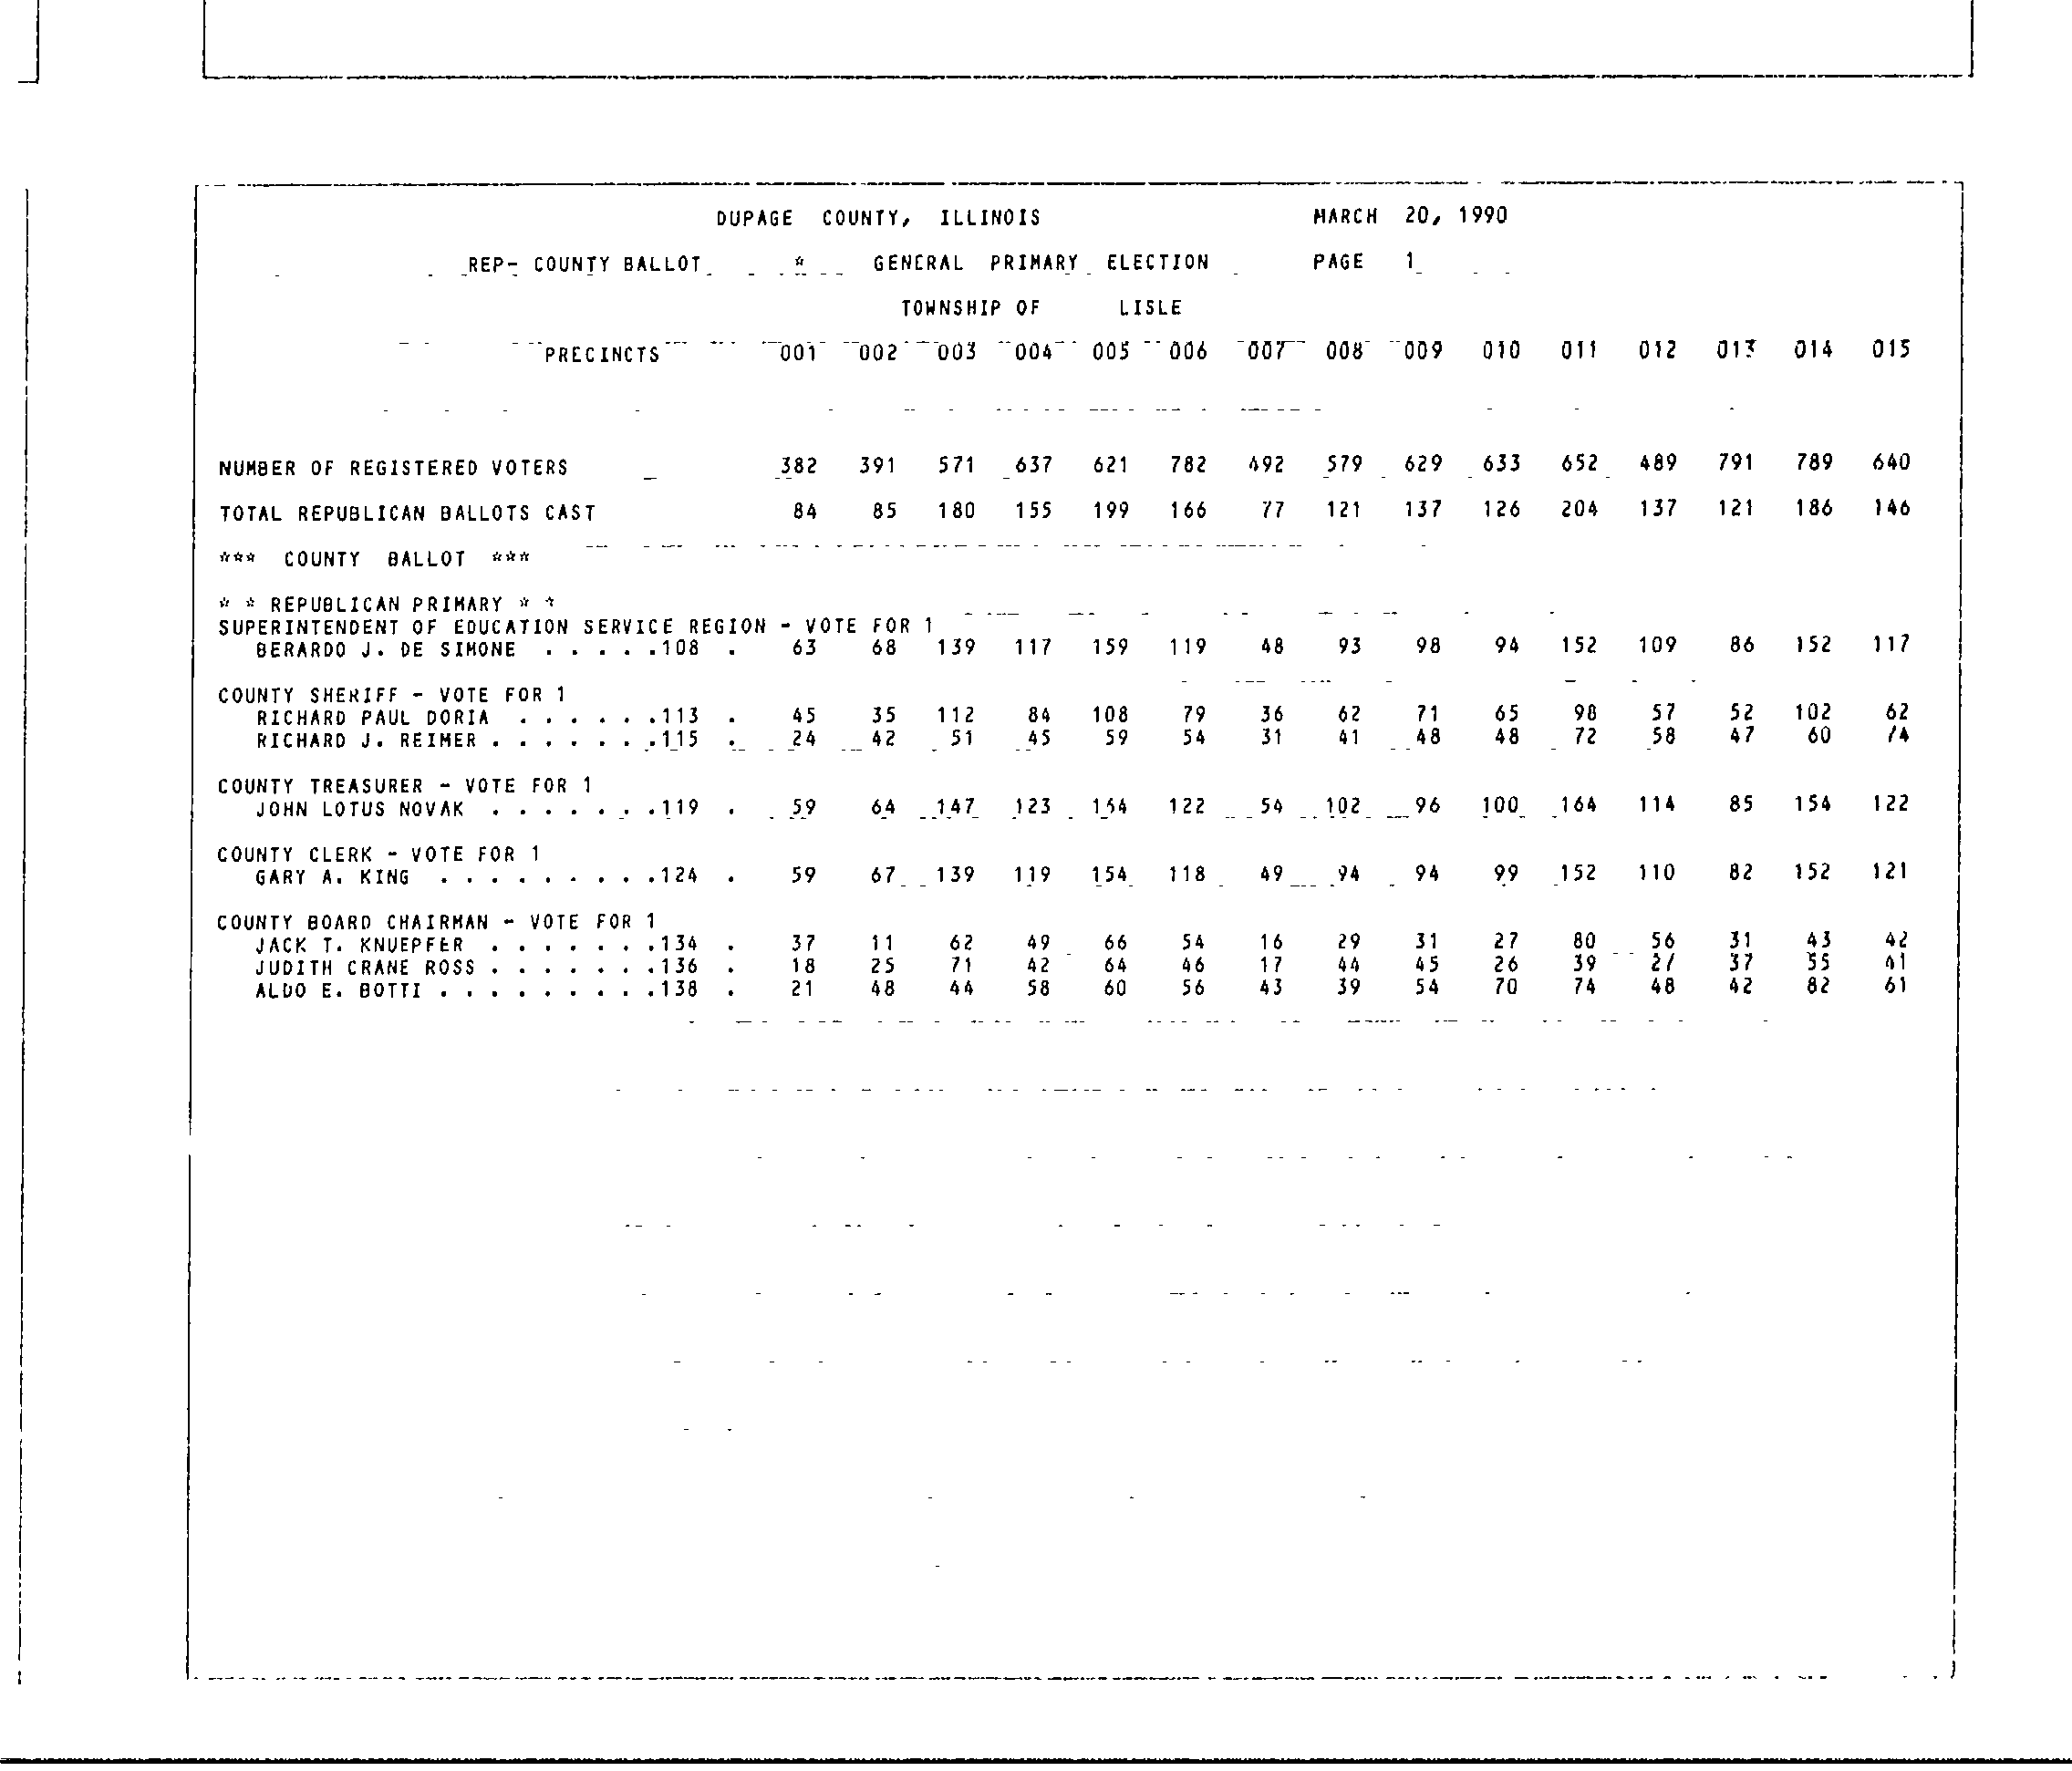 DUPAGE COUNTY, ILLINOIS MARCH 20, 1990
REP- COUNTY BALLOT * GENERAL PRIMARY ELECTION PAGE 1
TOWNSHIP OF LISLE
PRECINCTS 001 002 003 004 005 006 007 008 009 010 011 012 013 014 015
NUMBER OF REGISTERED VOTERS 382 391 571 637 621 782 492 579 629 633 652 489 791 789 640
TOTAL REPUBLICAN BALLOTS CAST 84 85 180 155 199 166 77 121 137 126 204 137 121 186 146
*** COUNTY BALLOT ***
* * REPUBLICAN PRIMARY * *
SUPERINTENDENT OF EDUCATION SERVICE REGION - VOTE FOR 1
BERARDO J. DE SIMONE . . . . .108 . 63 68 139 117 159 119 48 93 98 94 152 109 86 152 117
COUNTY SHERIFF - VOTE FOR 1
RICHARD PAUL DORIA . . . . . .113 . 45 35 112 84 108 79 36 62 71 65 98 57 52 102 62
RICHARD J. REIMER . . . . . . .115 . 24 42 51 45 59 54 31 41 48 48 72 58 47 60 74
COUNTY TREASURER - VOTE FOR 1
JOHN LOTUS NOVAK . . . . . . .119 . 59 64 147 123 164 122 54 102 96 100 164 114 85 154 122
COUNTY CLERK - VOTE FOR 1
GARY A. KING . . . . . . . . .124 . 59 67 139 119 154 118 49 94 94 99 152 110 82 152 121
COUNTY BOARD CHAIRMAN - VOTE FOR 1
JACK T. KNUEPFER . . . . . . .134 . 37 11 62 49 66 54 16 29 31 27 80 56 31 43 42
JUDITH CRANE ROSS . . . . . . .136 . 18 25 71 42 64 46 17 44 45 26 39 27 37 55 41
ALDO E. BOTTI . . . . . . . . .138 . 21 48 44 58 60 56 43 39 54 70 74 48 42 82 61